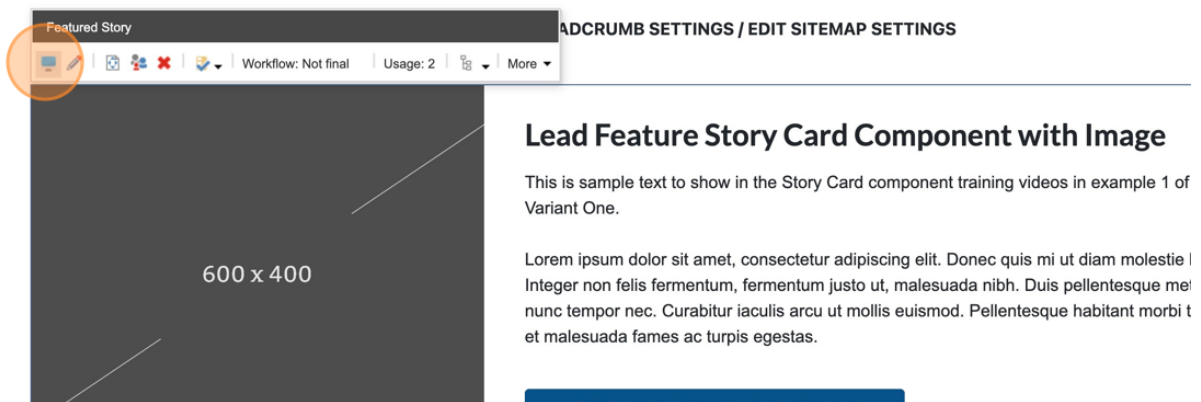 Featured Story
ADCRUMB SETTINGS / EDIT SITEMAP SETTINGS
Workflow: Not final
Usage: 2
More
Lead Feature Story Card Component with Image
This is sample text to show in the Story Card component training videos in example 1 of
Variant One.
600 x 400
Lorem ipsum dolor sit amet, consectetur adipiscing elit. Donec quis mi ut diam molestie
Integer non felis fermentum, fermentum justo ut, malesuada nibh. Duis pellentesque met
nunc tempor nec. Curabitur iaculis arcu ut mollis euismod. Pellentesque habitant morbi t
et malesuada fames ac turpis egestas.